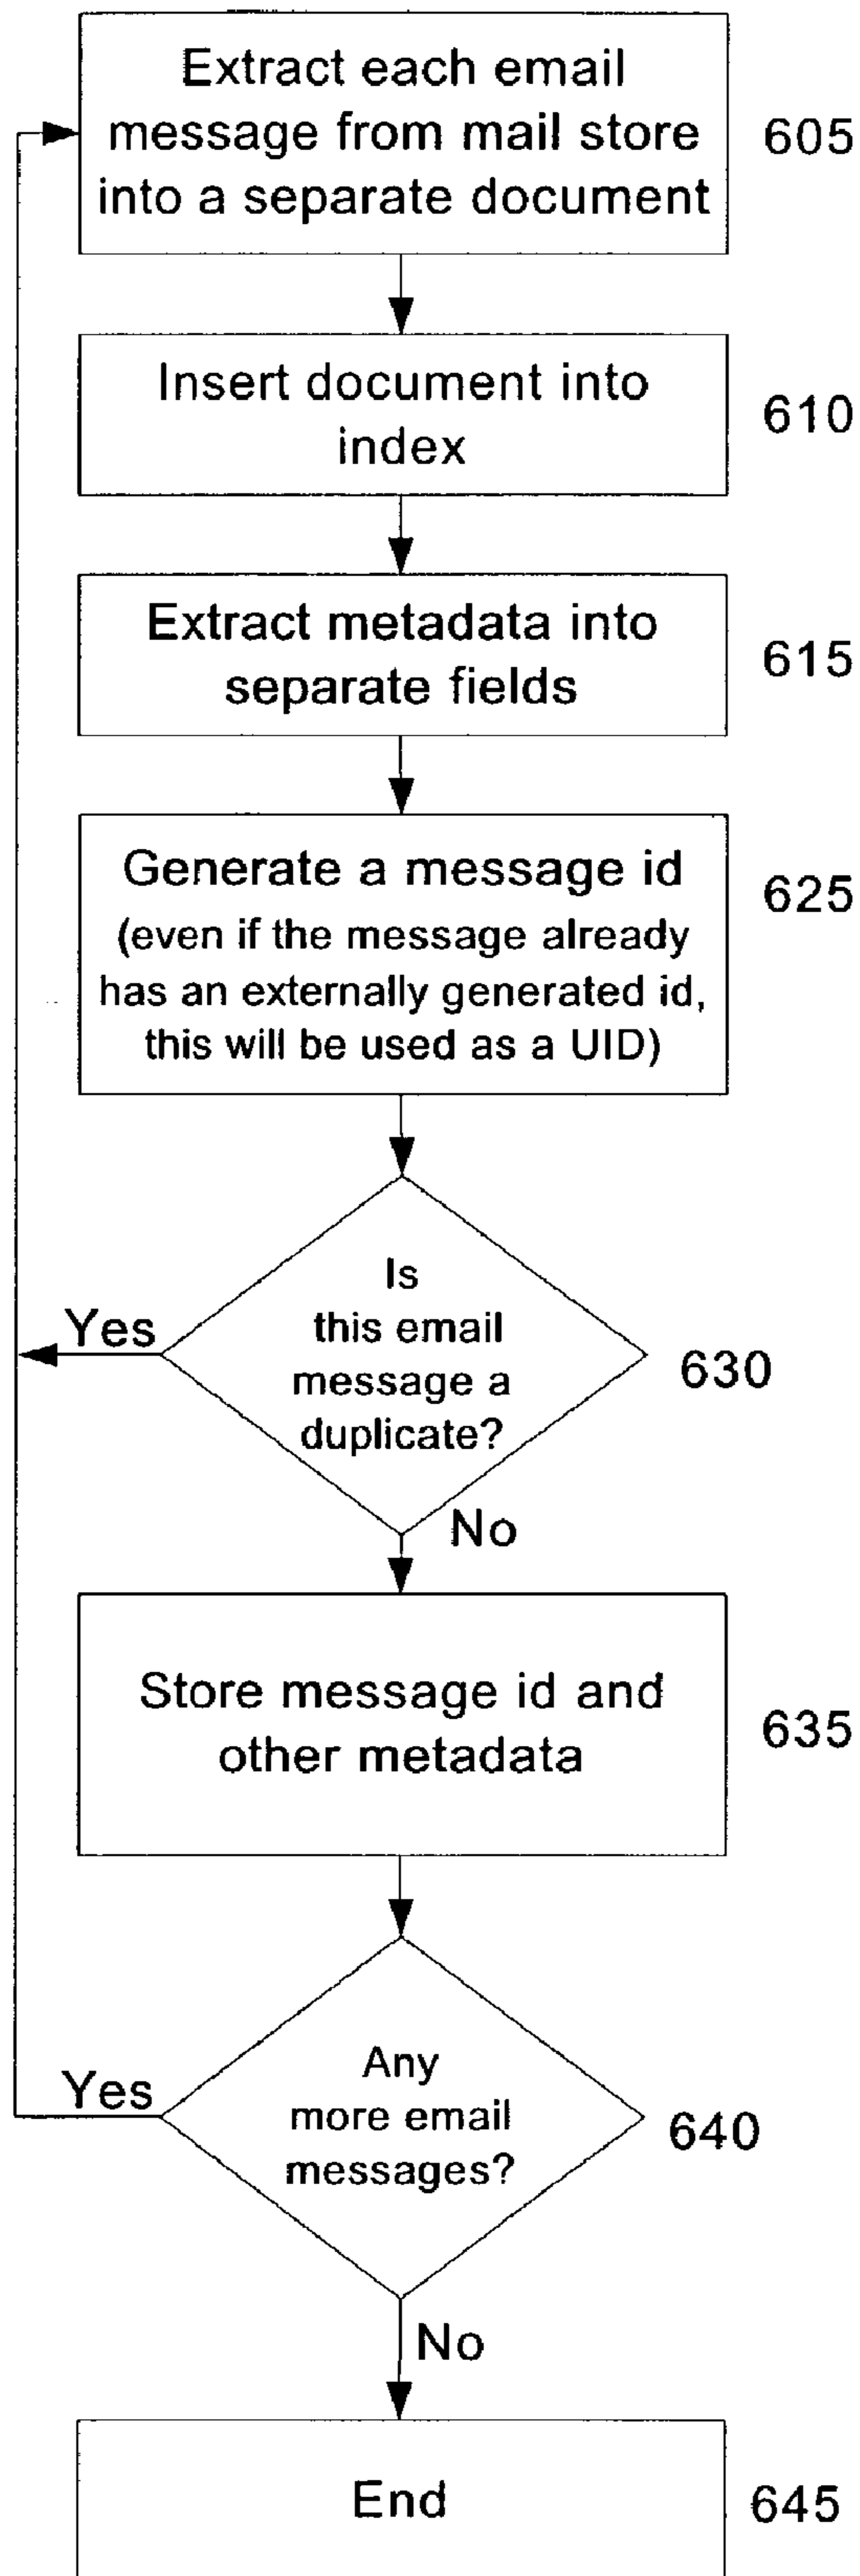 Extract each email
message from mail store
into a separate document
605
Insert document into
index
610
Extract metadata into
separate fields
615
Generate a message id
(even if the message already
has an externally generated id,
this will be used as a UID)
625
Is
this email
message a
duplicate?
630
Yes
No
Store message id and
other metadata
635
Any
more email
messages?
640
Yes
No
End
645